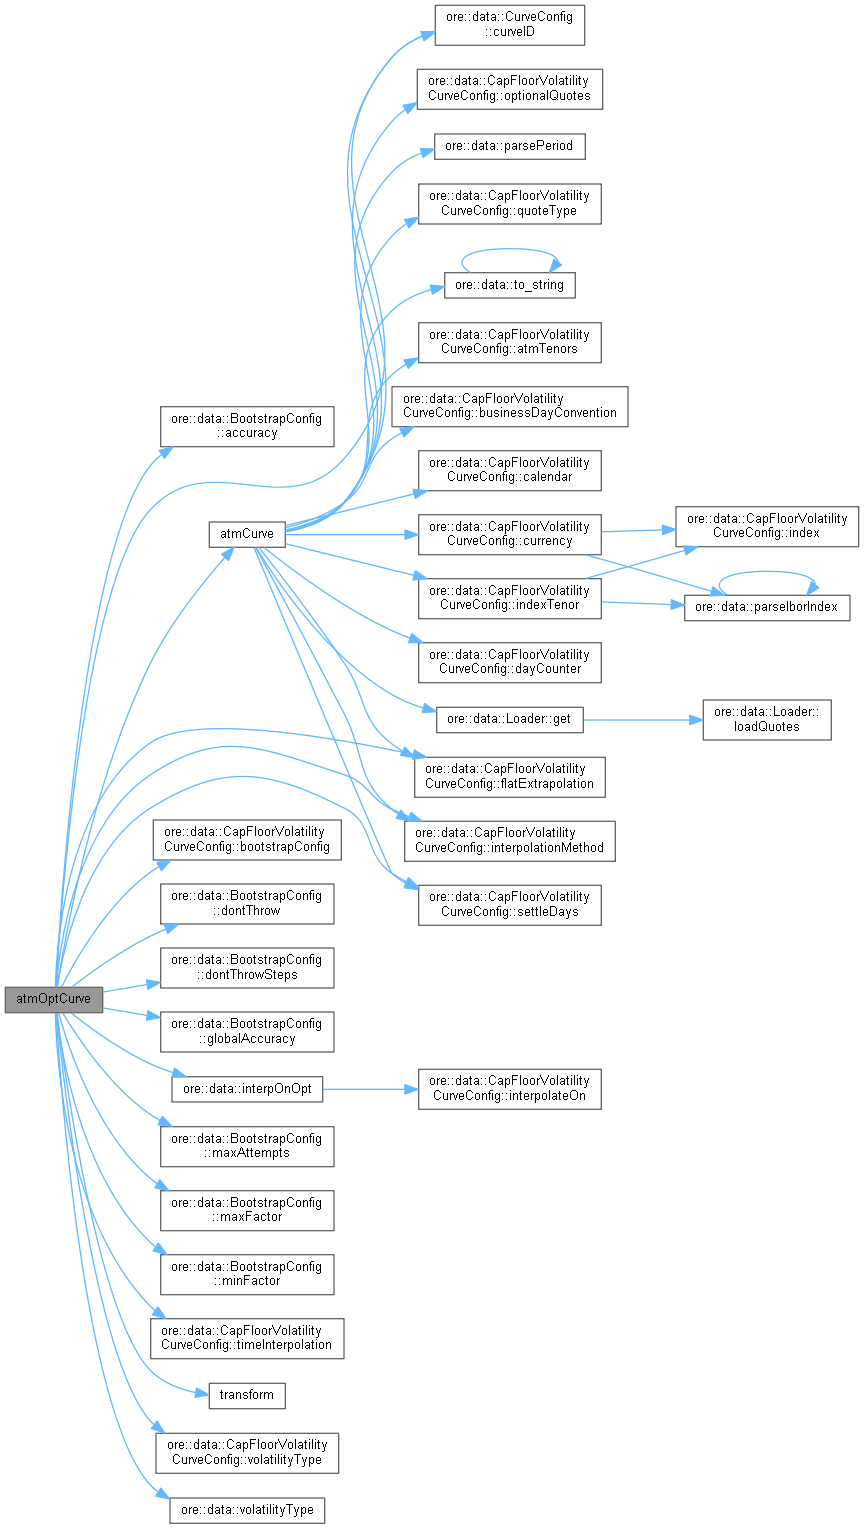 ore::data::CurveConfig
::curveID
ore::data::CapFloorVolatility
CurveConfig::optionalQuotes
ore::data::parsePeriod
ore::data::CapFloorVolatility
CurveConfig::quoteType
ore::data::to_string
ore::data::CapFloorVolatility
CurveConfig::atmTenors
ore::data::CapFloorVolatility
CurveConfig::businessDayConvention
ore::data::BootstrapConfig
::accuracy
ore::data::CapFloorVolatility
CurveConfig::calendar
atmCurve
ore::data::CapFloorVolatility
CurveConfig::currency
ore::data::CapFloorVolatility
CurveConfig::index
ore::data::CapFloorVolatility
CurveConfig::indexTenor
ore::data::parseIborIndex
ore::data::CapFloorVolatility
CurveConfig::dayCounter
ore::data::Loader::get
ore::data::Loader::
loadQuotes
ore::data::CapFloorVolatility
CurveConfig::flatExtrapolation
ore::data::CapFloorVolatility
CurveConfig::bootstrapConfig
ore::data::CapFloorVolatility
CurveConfig::interpolationMethod
ore::data::BootstrapConfig
::dontThrow
ore::data::CapFloorVolatility
CurveConfig::settleDays
ore::data::BootstrapConfig
::dontThrowSteps
atmOptCurve
ore::data::BootstrapConfig
::globalAccuracy
ore::data::interpOnOpt
ore::data::CapFloorVolatility
CurveConfig::interpolateOn
ore::data::BootstrapConfig
::maxAttempts
ore::data::BootstrapConfig
::maxFactor
ore::data::BootstrapConfig
::minFactor
ore::data::CapFloorVolatility
CurveConfig::timeInterpolation
transform
ore::data::CapFloorVolatility
CurveConfig::volatilityType
ore::data::volatilityType